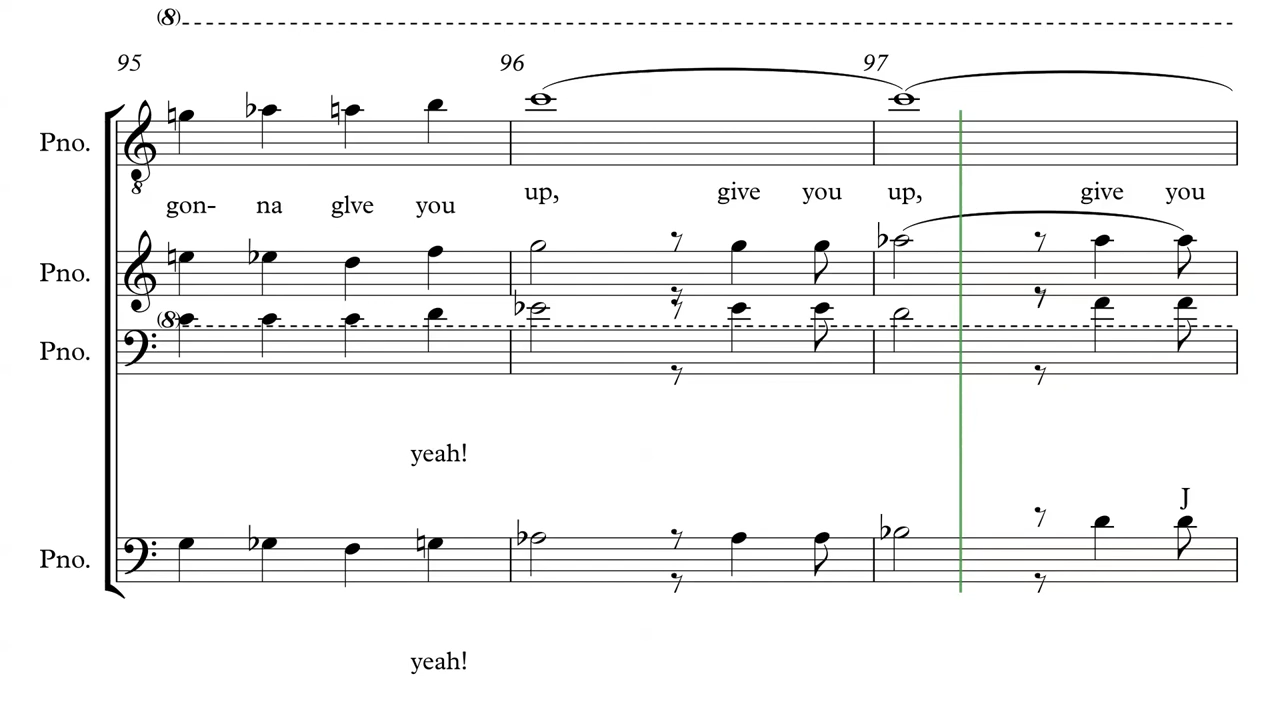 (8)
95 96 97
Pno.
8
gon- na glve you up, give you up, give you
Pno.
(8)
Pno.
yeah!
J
Pno.
yeah!